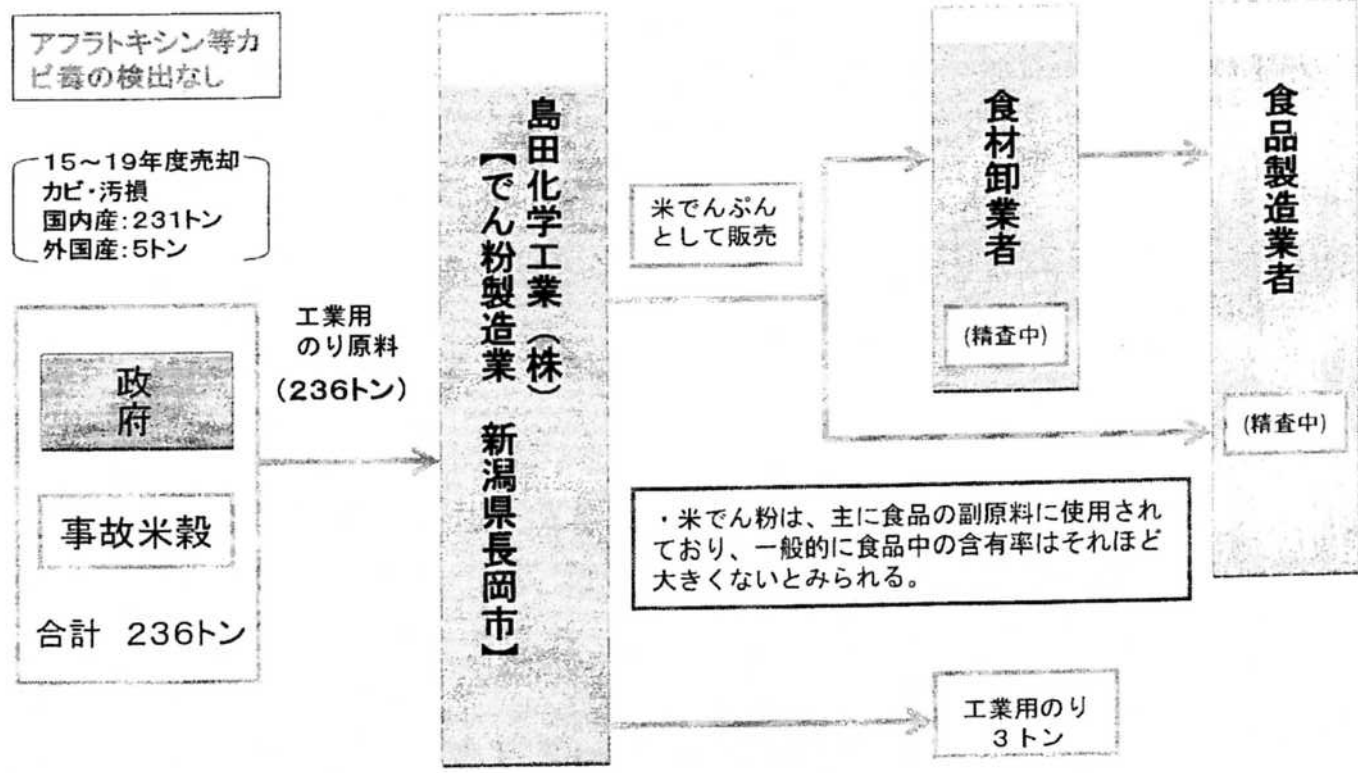 アフラトキシン等カ
ビ毒の検出なし
15～19年度売却
カビ・汚損
国内産:231トン
外国産:5トン
政府
事故米穀
合計 236トン
工業用
のり原料
(236トン)
島田化学工業(株)
【でん粉製造業 新潟県長岡市】
米でんぷん
として販売
食材卸業者
(精査中)
食品製造業者
(精査中)
・米でん粉は、主に食品の副原料に使用され
ており、一般的に食品中の含有率はそれほど
大きくないとみられる。
工業用のり
3トン